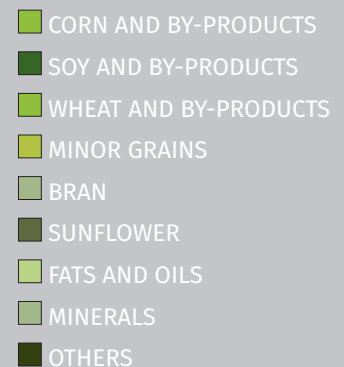 CORN AND BY-PRODUCTS
SOY AND BY-PRODUCTS
WHEAT AND BY-PRODUCTS
MINOR GRAINS
BRAN
SUNFLOWER
FATS AND OILS
MINERALS
OTHERS